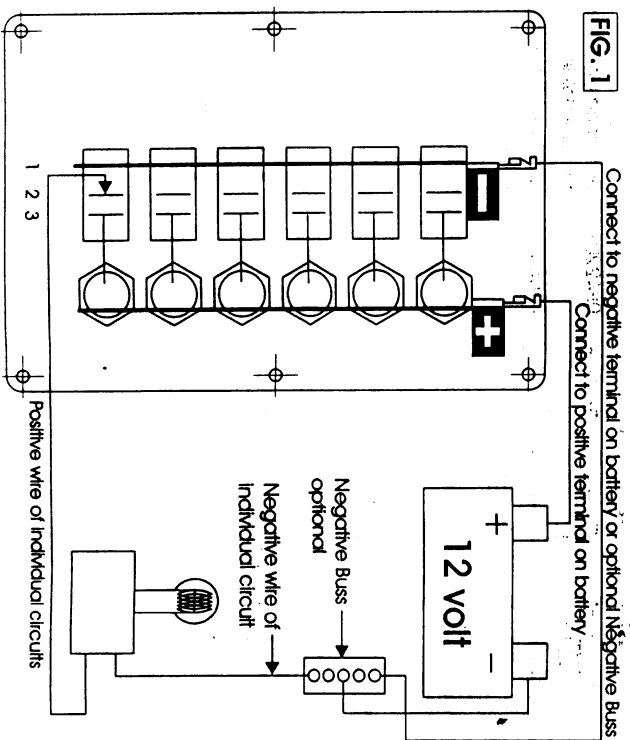 FIG. 1
Connect to negative terminal on battery or optional Negative Buss
Connect to positive terminal on battery
−
+
+
12 volt
−
1 2 3
Negative Buss
optional
Negative wire of
individual circuit
Positive wire of individual circuits